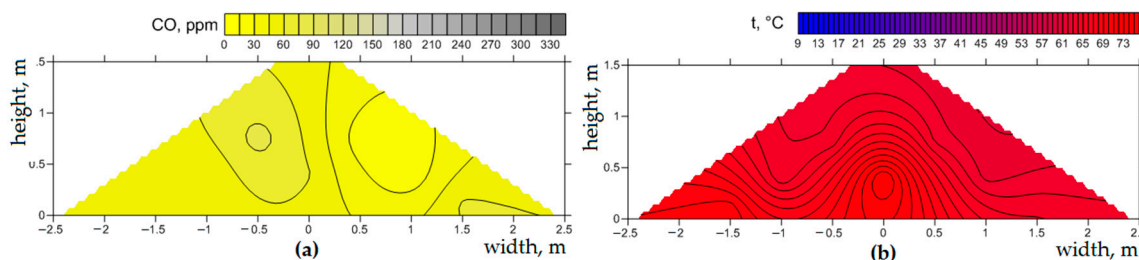 CO, ppm
0 30 60 90 120 150 180 210 240 270 300 330
height, m
.5
1
0.5
0
−2.5 −2 −1.5 −1 −0.5 0 0.5 1 1.5 2 2.5
(a)
width, m
t, °C
9 13 17 21 25 29 33 37 41 45 49 53 57 61 65 69 73
height, m
1.5
1
0.5
0
−2.5 −2 −1.5 −1 −0.5 0 0.5 1 1.5 2 2.5
(b)
width, m